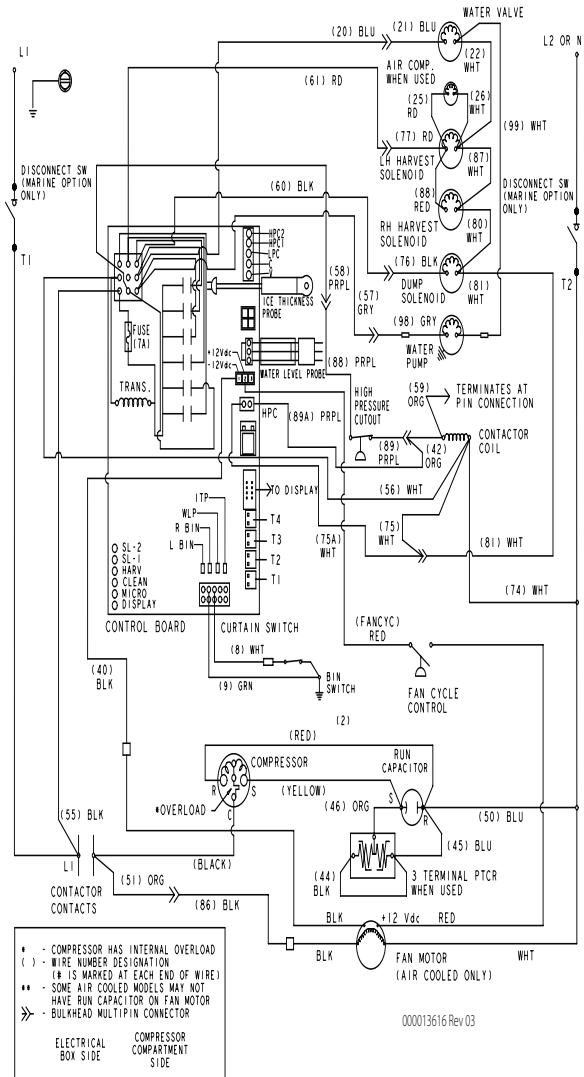 WATER VALVE
(20) BLU
(21) BLU
L1
L2 OR N
(22)
WHT
AIR COMP.
WHEN USED
(61) RD
(25)
RD
(26)
WHT
(99) WHT
(77) RD
LH HARVEST
SOLENOID
(87)
WHT
DISCONNECT SW
(MARINE OPTION
ONLY)
DISCONNECT SW
(MARINE OPTION
ONLY)
(60) BLK
(88)
RED
RH HARVEST
SOLENOID
(80)
WHT
T1
HPC2
HPC1
LPC
C
G
(58)
PRPL
(76) BLK
DUMP
SOLENOID
(81)
WHT
T2
ICE THICKNESS
PROBE
(57)
GRY
(98) GRY
WATER
PUMP
FUSE
(7A)
+12Vdc
-12Vdc
WATER LEVEL PROBE
(88) PRPL
TRANS.
HPC
(89A) PRPL
HIGH
PRESSURE
CUTOUT
(59)
ORG
TERMINATES AT
PIN CONNECTION
(89)
PRPL
(42)
ORG
CONTACTOR
COIL
TO DISPLAY
(56) WHT
ITP
WLP
R BIN
L BIN
T4
T3
T2
T1
(75A)
WHT
(75)
WHT
(81) WHT
SL-2
SL-1
HARV
CLEAN
MICRO
DISPLAY
(74) WHT
CONTROL BOARD
CURTAIN SWITCH
(FANCYC)
RED
(8) WHT
(40)
BLK
(9) GRN
BIN
SWITCH
FAN CYCLE
CONTROL
(2)
(RED)
COMPRESSOR
RUN
CAPACITOR
R
S
(YELLOW)
S
R
*OVERLOAD
C
(46) ORG
(50) BLU
(55) BLK
(BLACK)
(45) BLU
L1
(51) ORG
(44)
BLK
3 TERMINAL PTCR
WHEN USED
CONTACTOR
CONTACTS
(86) BLK
BLK
+12 Vdc
RED
BLK
FAN MOTOR
(AIR COOLED ONLY)
WHT
* - COMPRESSOR HAS INTERNAL OVERLOAD
( ) - WIRE NUMBER DESIGNATION
(# IS MARKED AT EACH END OF WIRE)
** - SOME AIR COOLED MODELS MAY NOT
HAVE RUN CAPACITOR ON FAN MOTOR
- BULKHEAD MULTIPIN CONNECTOR
ELECTRICAL
BOX SIDE
COMPRESSOR
COMPARTMENT
SIDE
000013616 Rev 03